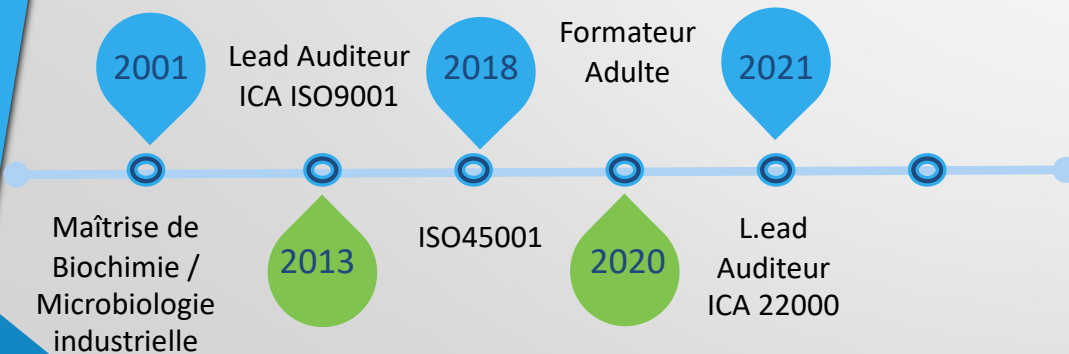 2001
Maîtrise de
Biochimie /
Microbiologie
industrielle
Lead Auditeur
ICA ISO9001
2013
2018
ISO45001
Formateur
Adulte
2020
2021
L.ead
Auditeur
ICA 22000